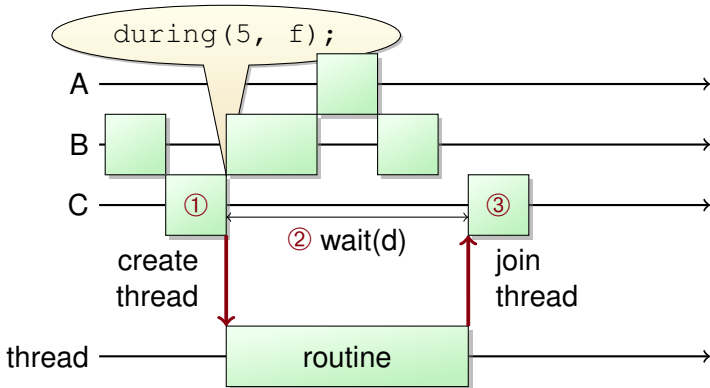 during(5, f);
A
B
C
①
③
② wait(d)
create
thread
join
thread
thread
routine